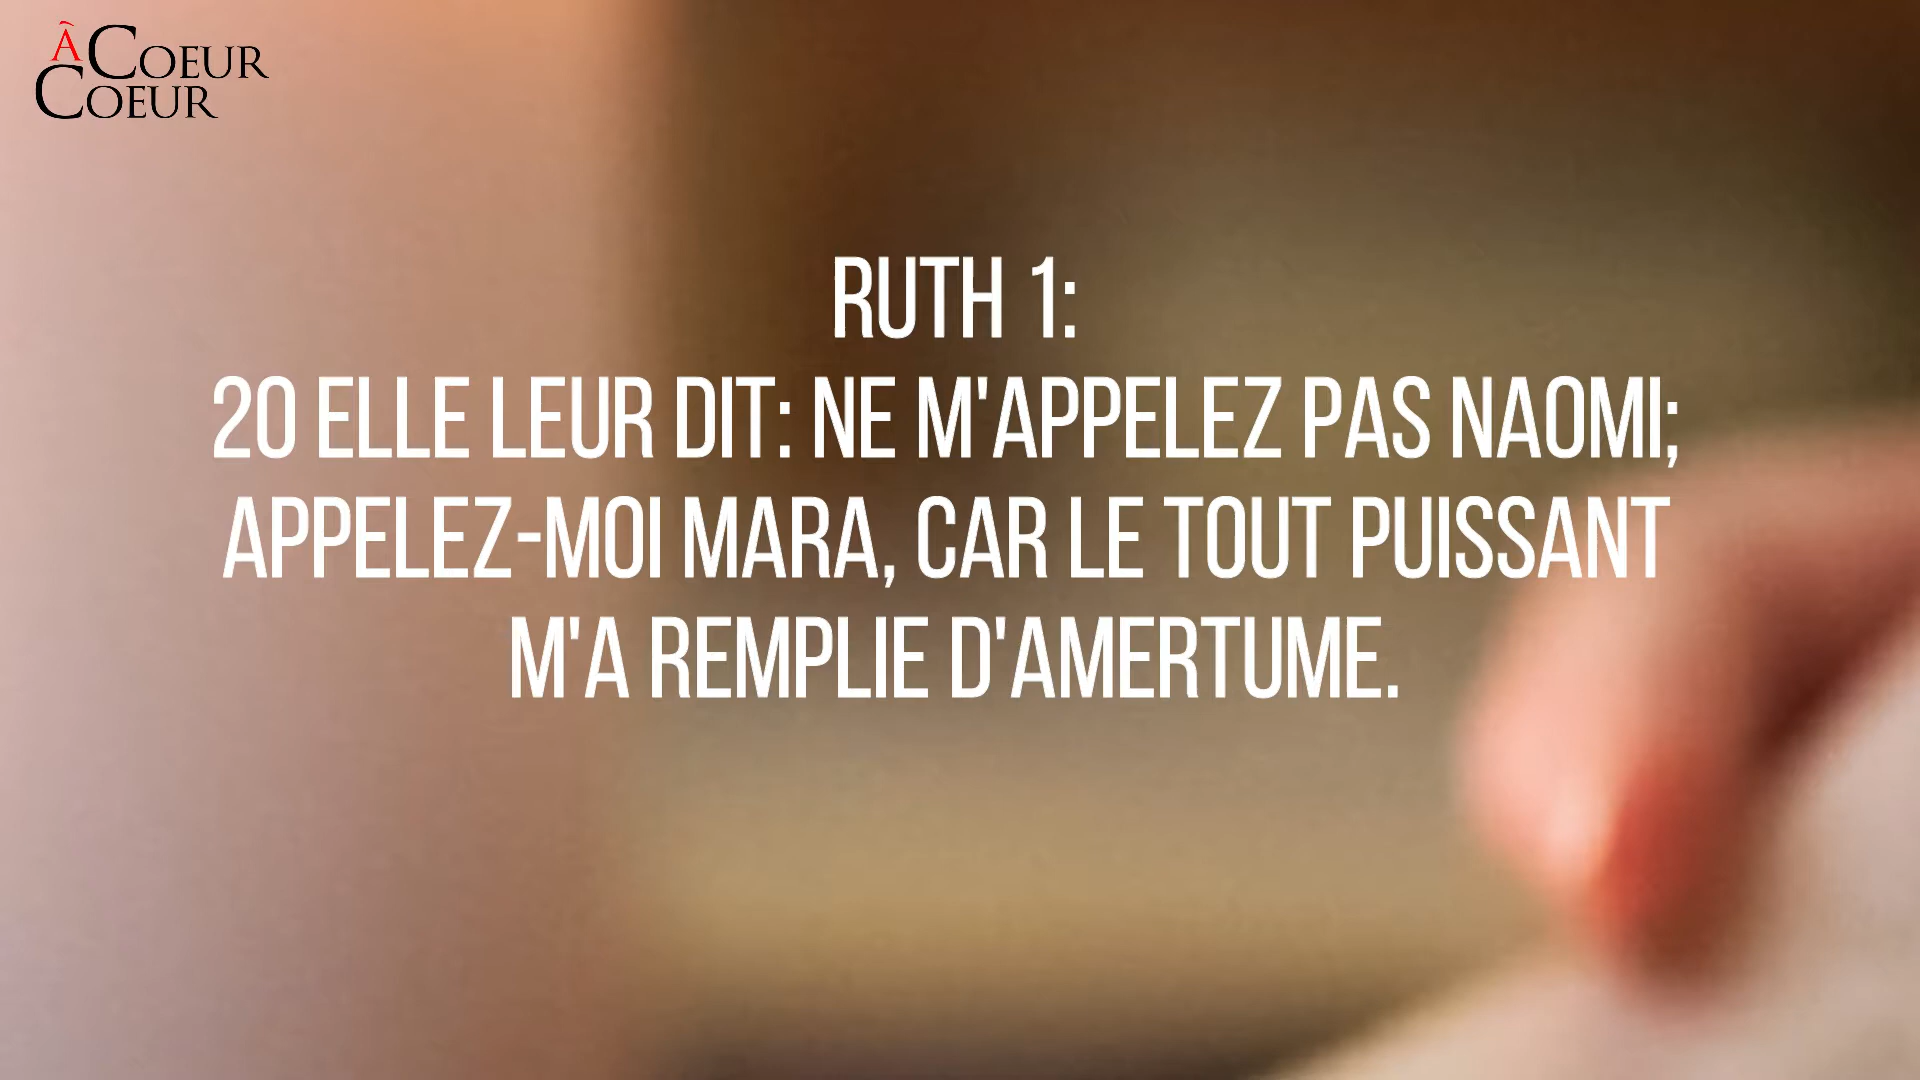 À COEUR
COEUR
RUTH 1:
20 ELLE LEUR DIT: NE M'APPELEZ PAS NAOMI;
APPELEZ-MOI MARA, CAR LE TOUT PUISSANT
M'A REMPLIE D'AMERTUME.